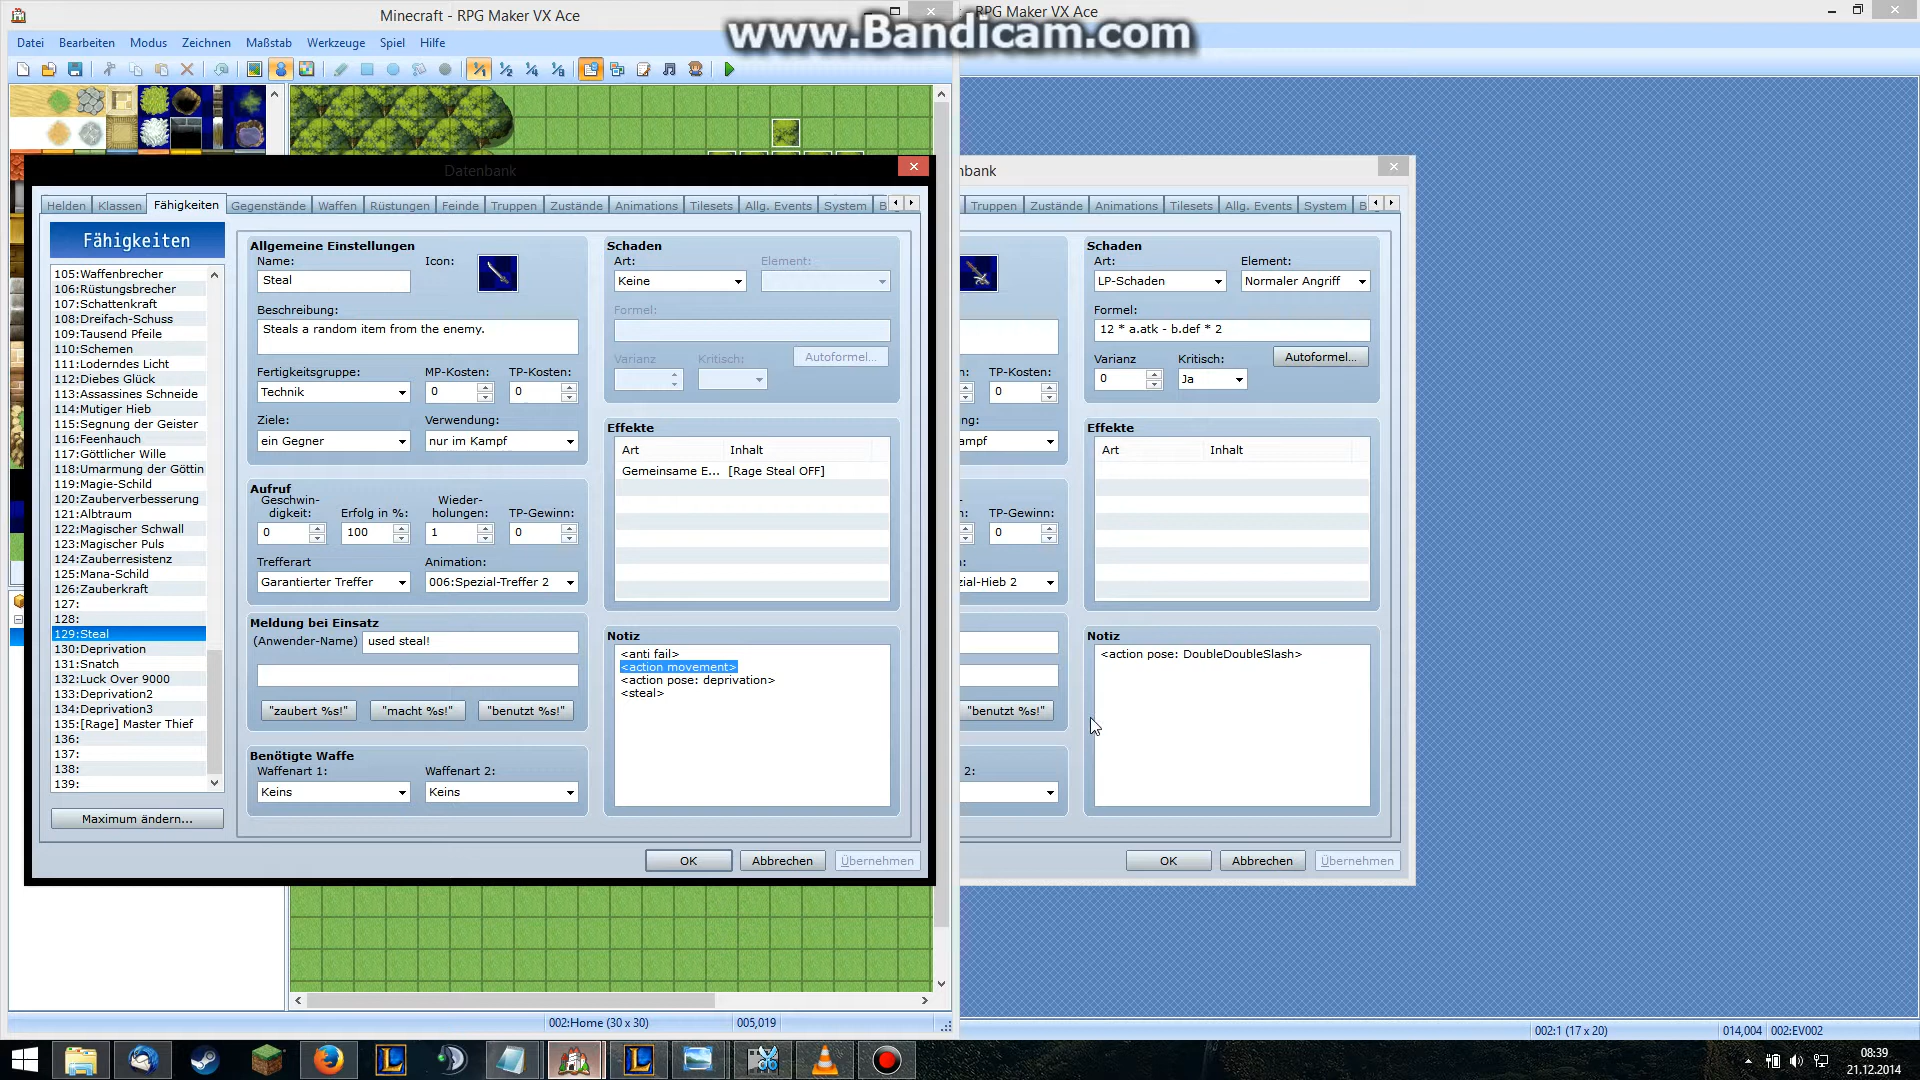 Minecraft - RPG Maker VX Ace
RPG Maker VX Ace
www.Bandicam.com
Datei Bearbeiten Modus Zeichnen Maßstab Werkzeuge Spiel Hilfe
Datenbank
nbank
Helden Klassen Fähigkeiten Gegenstände Waffen Rüstungen Feinde Truppen Zustände Animations Tilesets Allg. Events System B
Truppen Zustände Animations Tilesets Allg. Events System B
Fähigkeiten
105:Waffenbrecher
106:Rüstungsbrecher
107:Schattenkraft
108:Dreifach-Schuss
109:Tausend Pfeile
110:Schemen
111:Loderndes Licht
112:Diebes Glück
113:Assassines Schneide
114:Mutiger Hieb
115:Segnung der Geister
116:Feenhauch
117:Göttlicher Wille
118:Umarmung der Göttin
119:Magie-Schild
120:Zauberverbesserung
121:Albtraum
122:Magischer Schwall
123:Magischer Puls
124:Zauberresistenz
125:Mana-Schild
126:Zauberkraft
127:
128:
129:Steal
130:Deprivation
131:Snatch
132:Luck Over 9000
133:Deprivation2
134:Deprivation3
135:[Rage] Master Thief
136:
137:
138:
139:
Maximum ändern...
Allgemeine Einstellungen
Name: Icon:
Steal
Beschreibung:
Steals a random item from the enemy.
Fertigkeitsgruppe: MP-Kosten: TP-Kosten:
Technik 0 0
Ziele: Verwendung:
ein Gegner nur im Kampf
Aufruf
Geschwin-
digkeit: Erfolg in %: Wieder-
holungen: TP-Gewinn:
0 100 1 0
Trefferart Animation:
Garantierter Treffer 006:Spezial-Treffer 2
Meldung bei Einsatz
(Anwender-Name) used steal!
"zaubert %s!" "macht %s!" "benutzt %s!"
Benötigte Waffe
Waffenart 1: Waffenart 2:
Keins Keins
Schaden
Art: Element:
Keine
Formel:
Varianz Kritisch: Autoformel...
Effekte
Art Inhalt
Gemeinsame E... [Rage Steal OFF]
Notiz
<anti fail>
<action movement>
<action pose: deprivation>
<steal>
OK Abbrechen Übernehmen
n: TP-Kosten:
0
ng:
ampf
TP-Gewinn:
0
n:
zial-Hieb 2
"benutzt %s!"
2:
Schaden
Art: Element:
LP-Schaden Normaler Angriff
Formel:
12 * a.atk - b.def * 2
Varianz Kritisch: Autoformel...
0 Ja
Effekte
Art Inhalt
Notiz
<action pose: DoubleDoubleSlash>
OK Abbrechen Übernehmen
002:Home (30 x 30) 005,019
002:1 (17 x 20) 014,004 002:EV002
08:39
21.12.2014